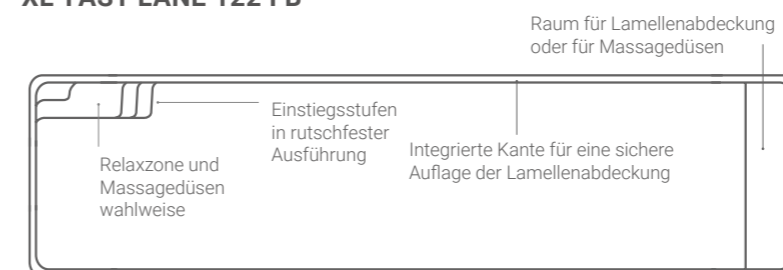 Raum für Lamellenabdeckung
oder für Massagedüsen
Einstiegsstufen
in rutschfester
Ausführung
Integrierte Kante für eine sichere
Auflage der Lamellenabdeckung
Relaxzone und
Massagedüsen
wahlweise